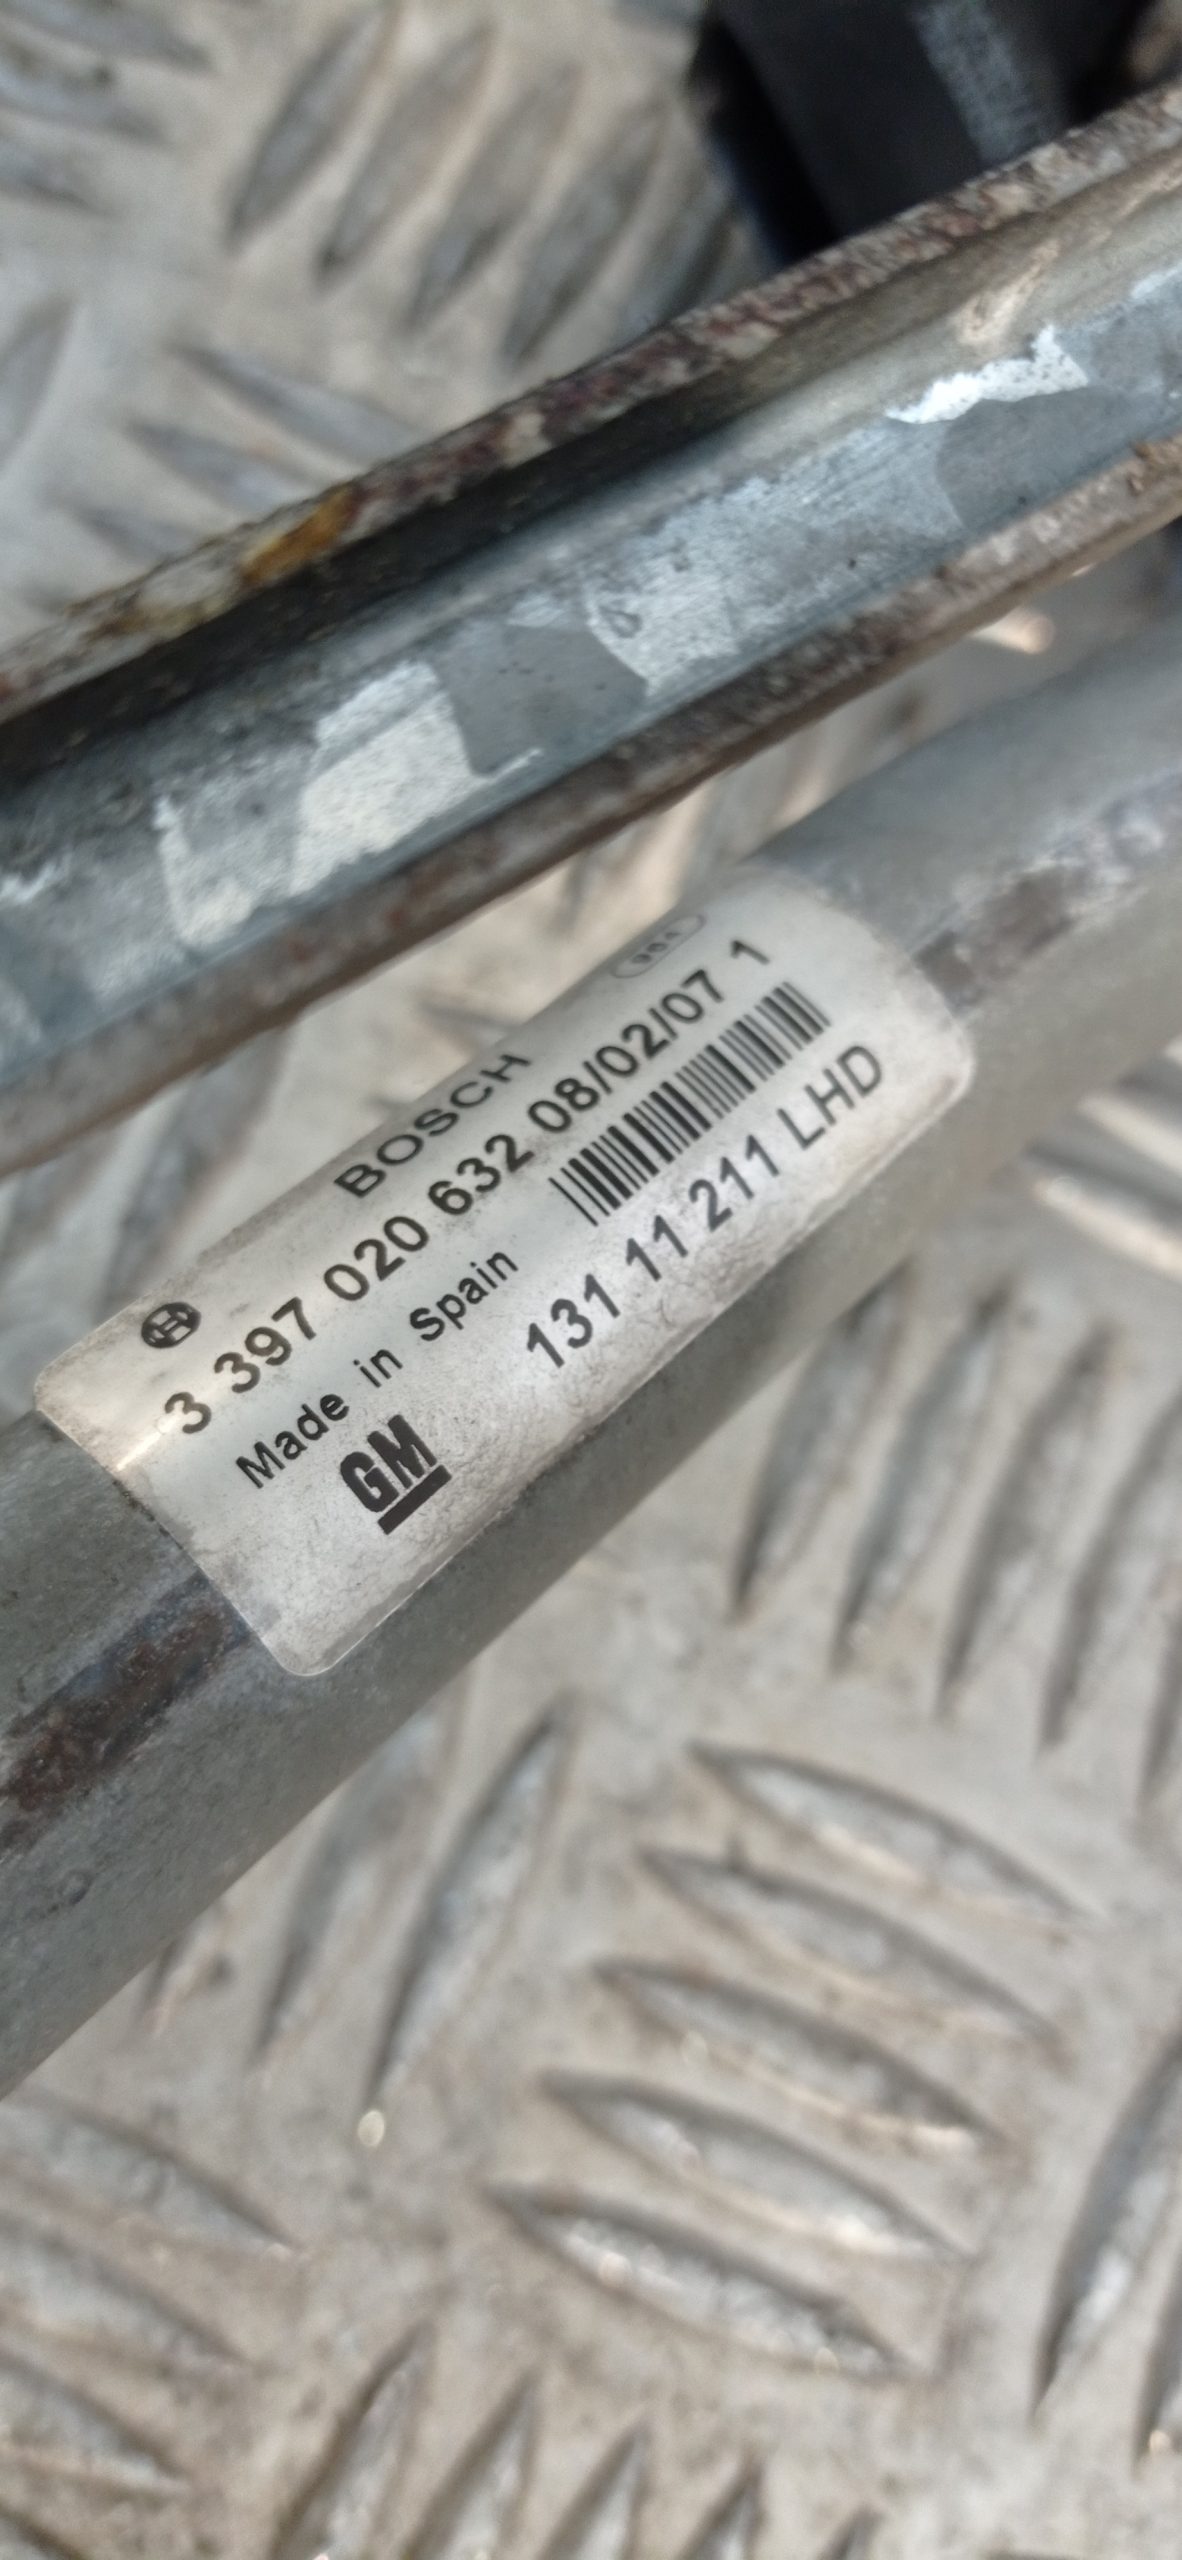 BOSCH
3 397 020 632 08/02/07 1
Made in Spain
131 11 211 LHD
GM